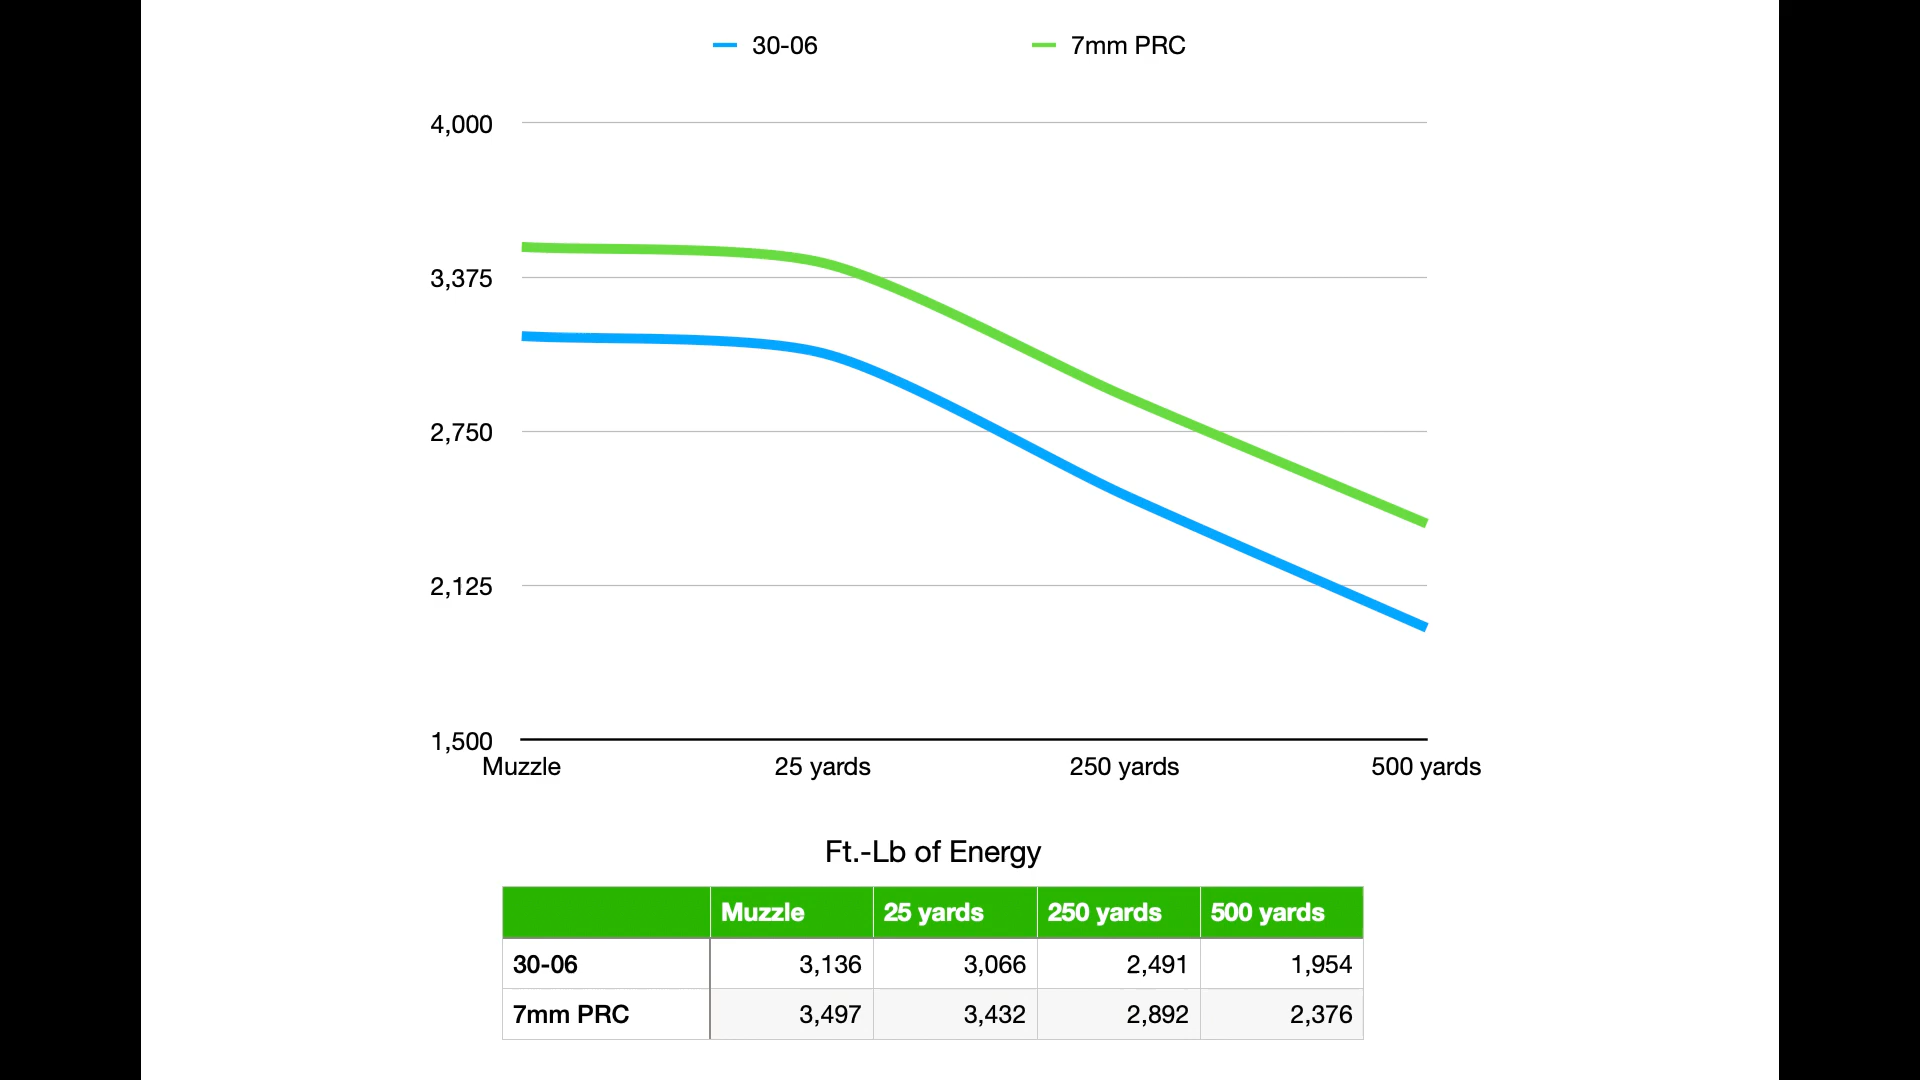 30-06 7mm PRC
4,000
3,375
2,750
2,125
1,500
Muzzle 25 yards 250 yards 500 yards
Ft.-Lb of Energy
Muzzle 25 yards 250 yards 500 yards
30-06 3,136 3,066 2,491 1,954
7mm PRC 3,497 3,432 2,892 2,376